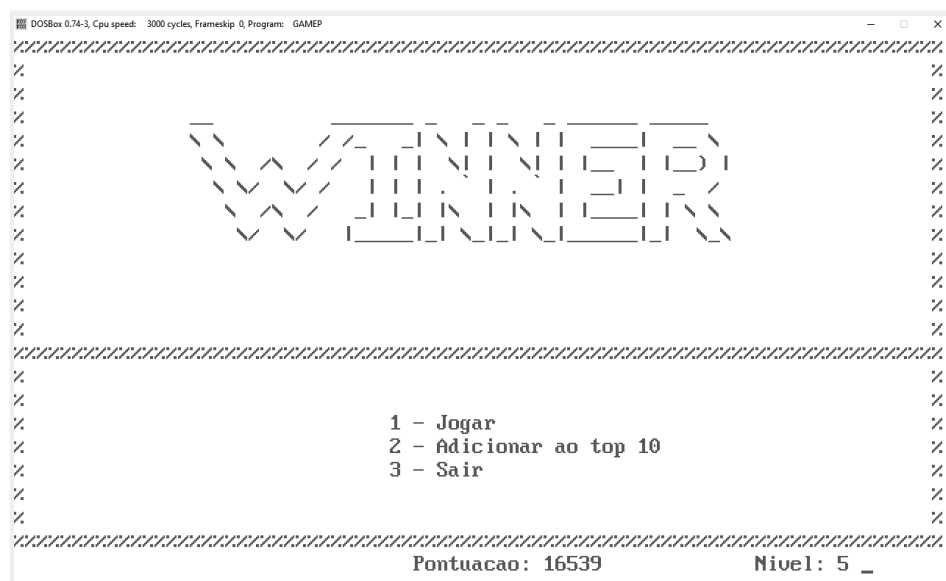 DOSBox 0.74-3, Cpu speed: 3000 cycles, Frameskip 0, Program: GAMEP
WINNER
1 - Jogar
2 - Adicionar ao top 10
3 - Sair
Pontuacao: 16539 Nivel: 5 _